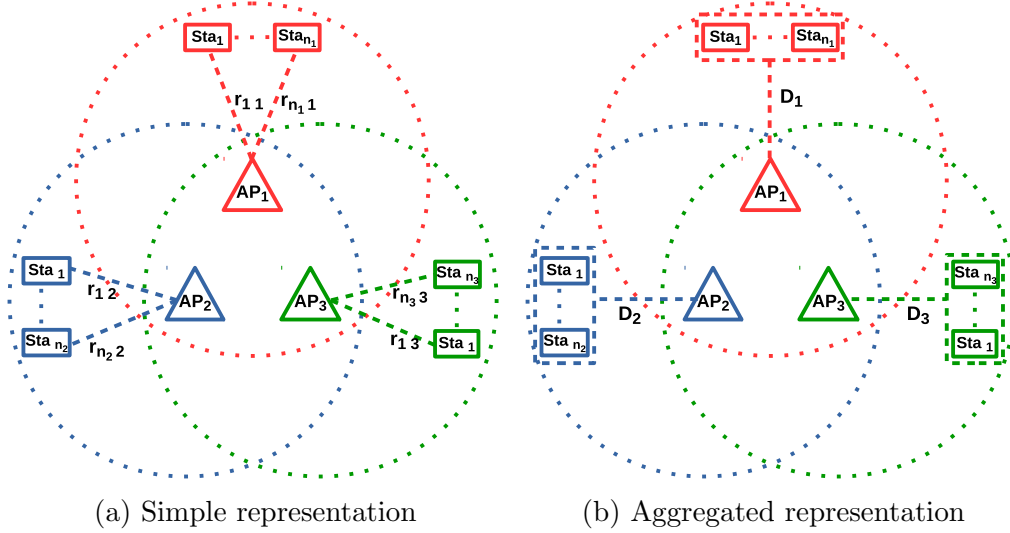 Sta₁ Staₙ₁
r₁ ₁ rₙ₁ ₁
AP₁
Sta ₁
r₁ ₂
Sta ₙ₂
rₙ₂ ₂
AP₂
AP₃
Sta ₙ₃
rₙ₃ ₃
r₁ ₃
Sta ₁
(a) Simple representation
Sta₁ Staₙ₁
D₁
AP₁
Sta ₁
Sta ₙ₂
D₂
AP₂
AP₃
D₃
Sta ₙ₃
Sta ₁
(b) Aggregated representation